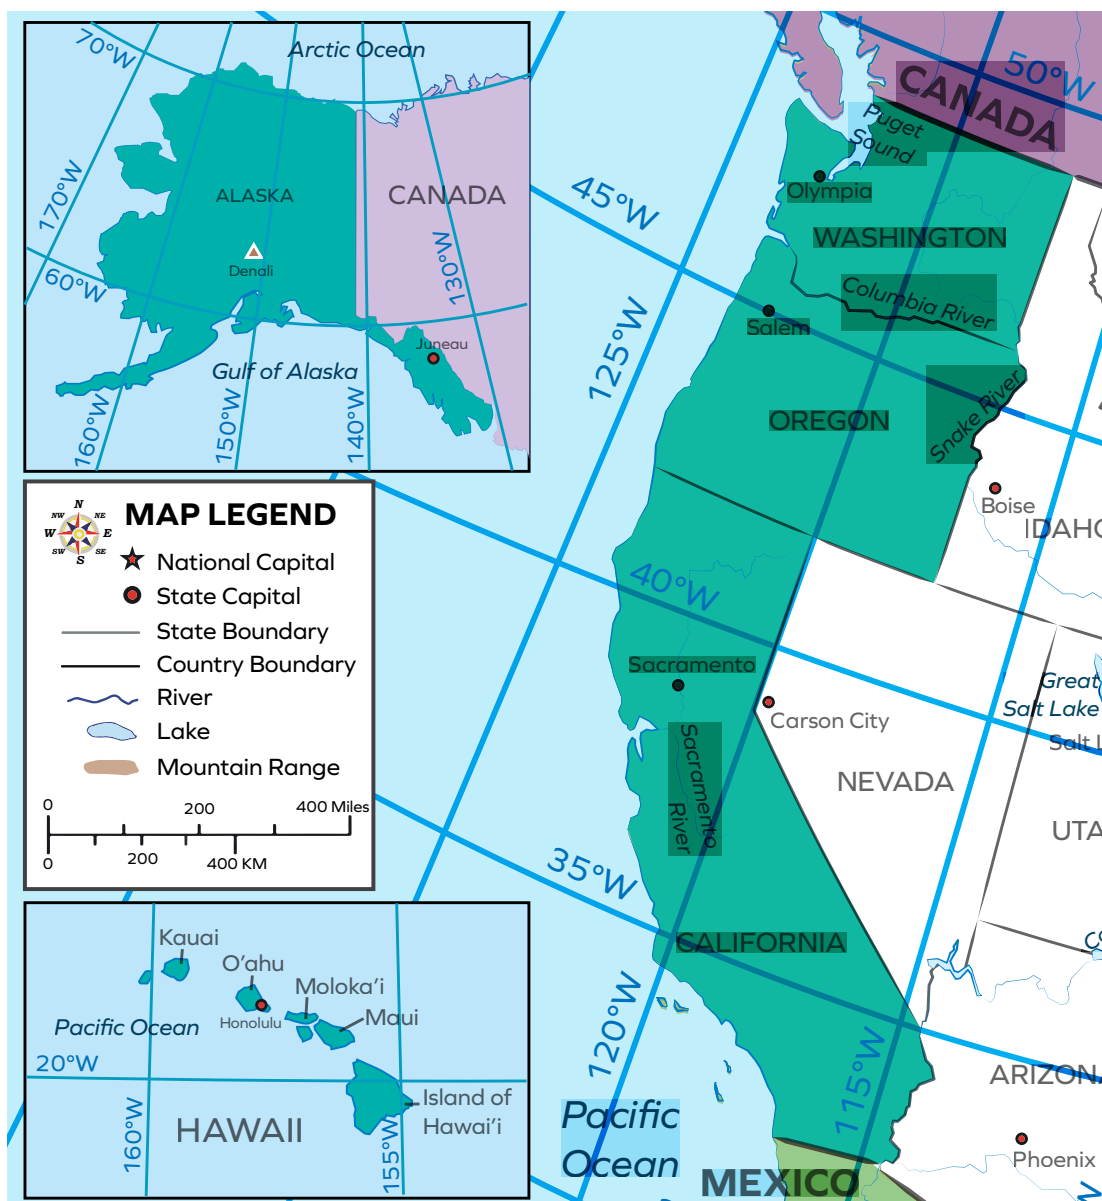 70°W
Arctic Ocean
170°W
ALASKA
CANADA
Denali
130°W
60°W
Juneau
Gulf of Alaska
160°W
150°W
140°W
50°W
CANADA
Puget
Sound
45°W
Olympia
WASHINGTON
Columbia River
Salem
125°W
Snake River
OREGON
Boise
IDAHO
40°W
Sacramento
Great
Salt Lake
Carson City
Salt L
Sacramento
River
NEVADA
UTA
35°W
CALIFORNIA
120°W
115°W
ARIZON
Pacific
Ocean
Phoenix
MEXICO
N
NW
NE
W
E
SW
SE
S
MAP LEGEND
National Capital
State Capital
State Boundary
Country Boundary
River
Lake
Mountain Range
0
200
400 Miles
0
200
400 KM
Kauai
O'ahu
Moloka'i
Honolulu
Maui
Pacific Ocean
20°W
Island of
Hawai'i
160°W
HAWAII
155°W